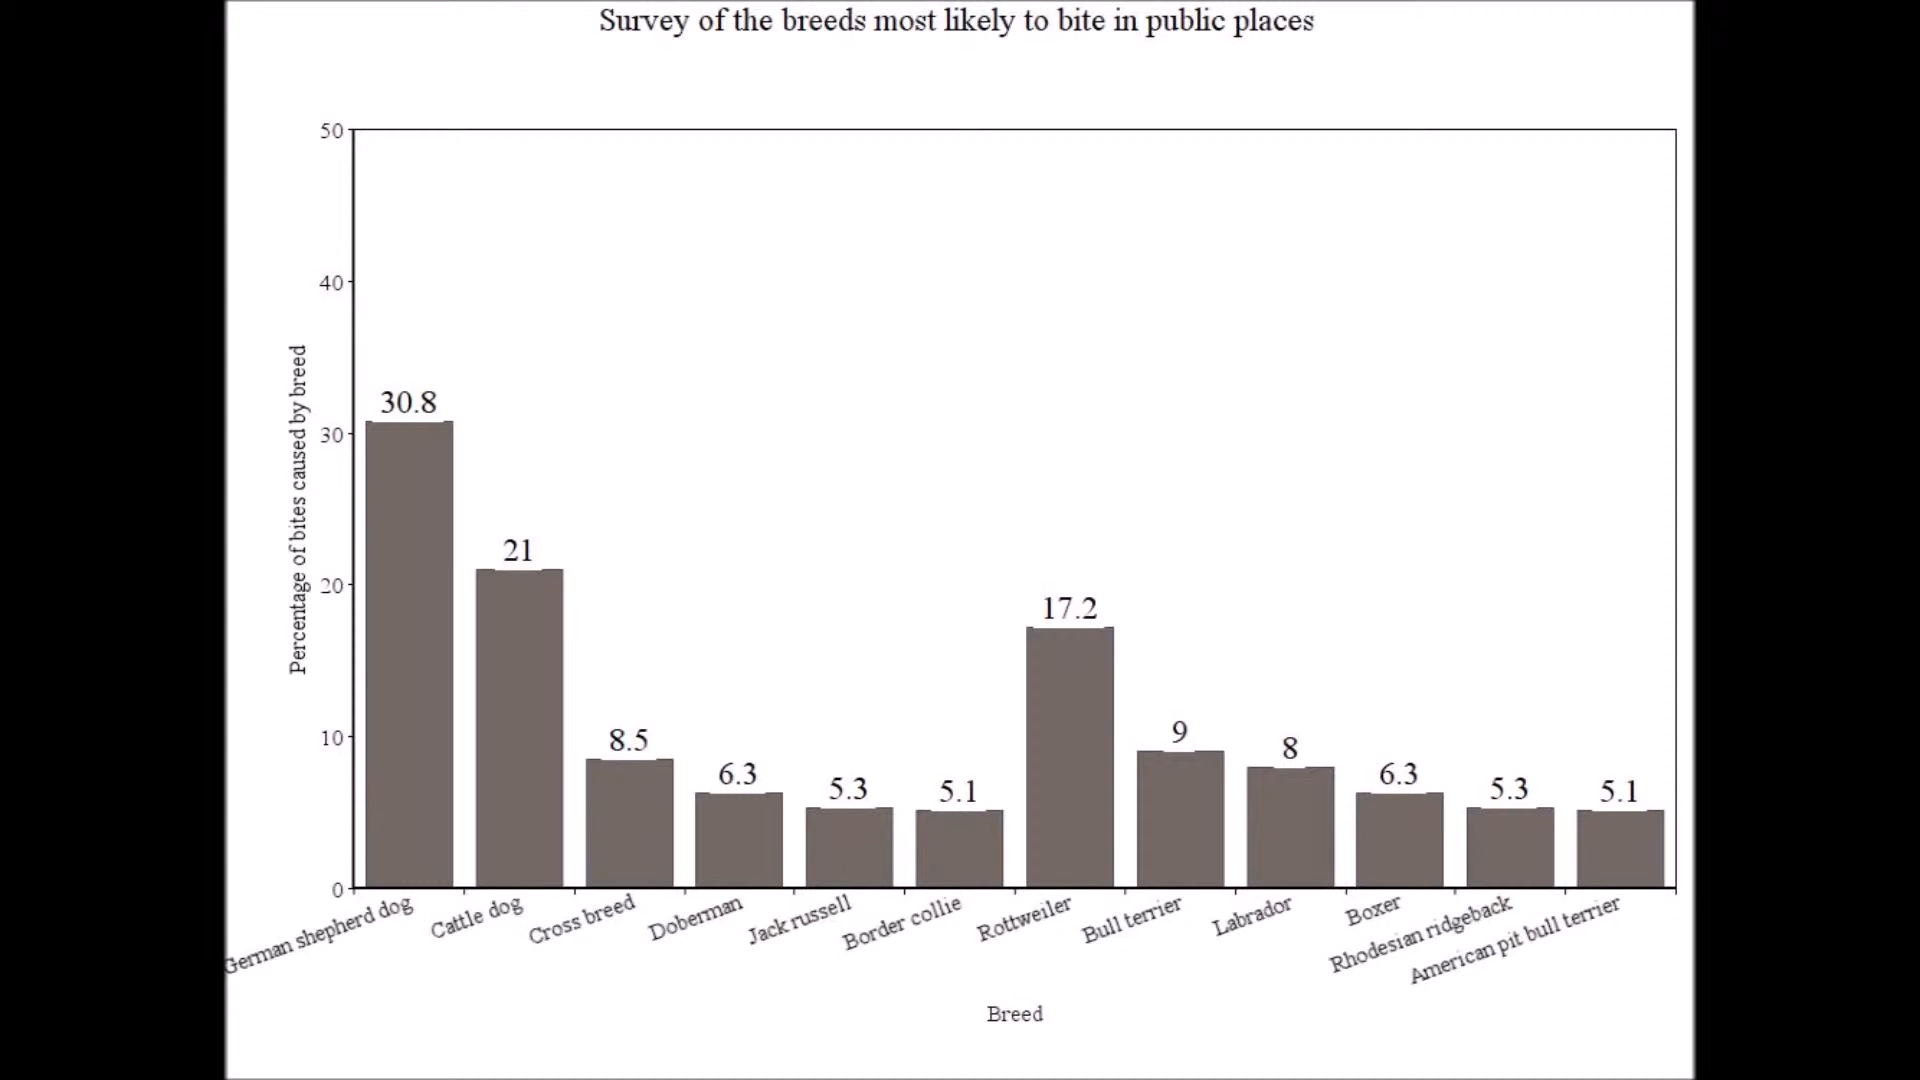 Survey of the breeds most likely to bite in public places
Percentage of bites caused by breed
50
40
30
20
10
0
30.8
21
8.5
6.3
5.3
5.1
17.2
9
8
6.3
5.3
5.1
German shepherd dog
Cattle dog
Cross breed
Doberman
Jack russell
Border collie
Rottweiler
Bull terrier
Labrador
Boxer
Rhodesian ridgeback
American pit bull terrier
Breed